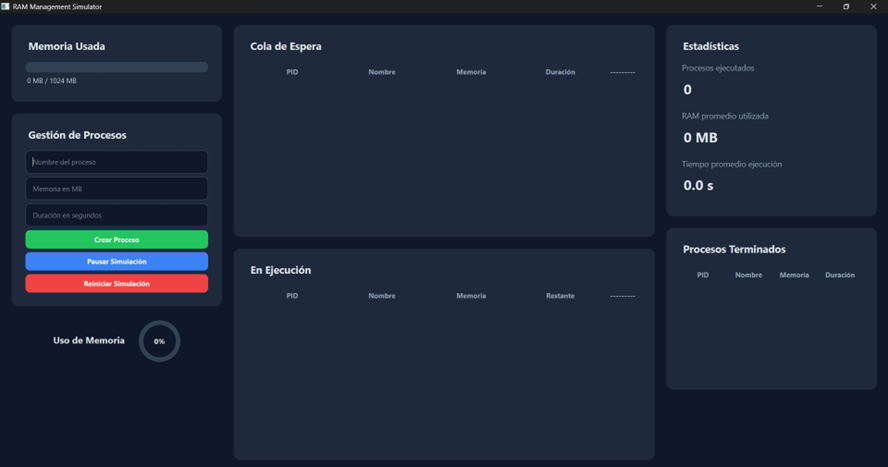 RAM Management Simulator
Memoria Usada
0 MB / 1024 MB
Gestión de Procesos
Nombre del proceso
Memoria en MB
Duración en segundos
Crear Proceso
Pausar Simulación
Reiniciar Simulación
Uso de Memoria
0%
Cola de Espera
PID Nombre Memoria Duración ---------
En Ejecución
PID Nombre Memoria Restante ---------
Estadísticas
Procesos ejecutados
0
RAM promedio utilizada
0 MB
Tiempo promedio ejecución
0.0 s
Procesos Terminados
PID Nombre Memoria Duración